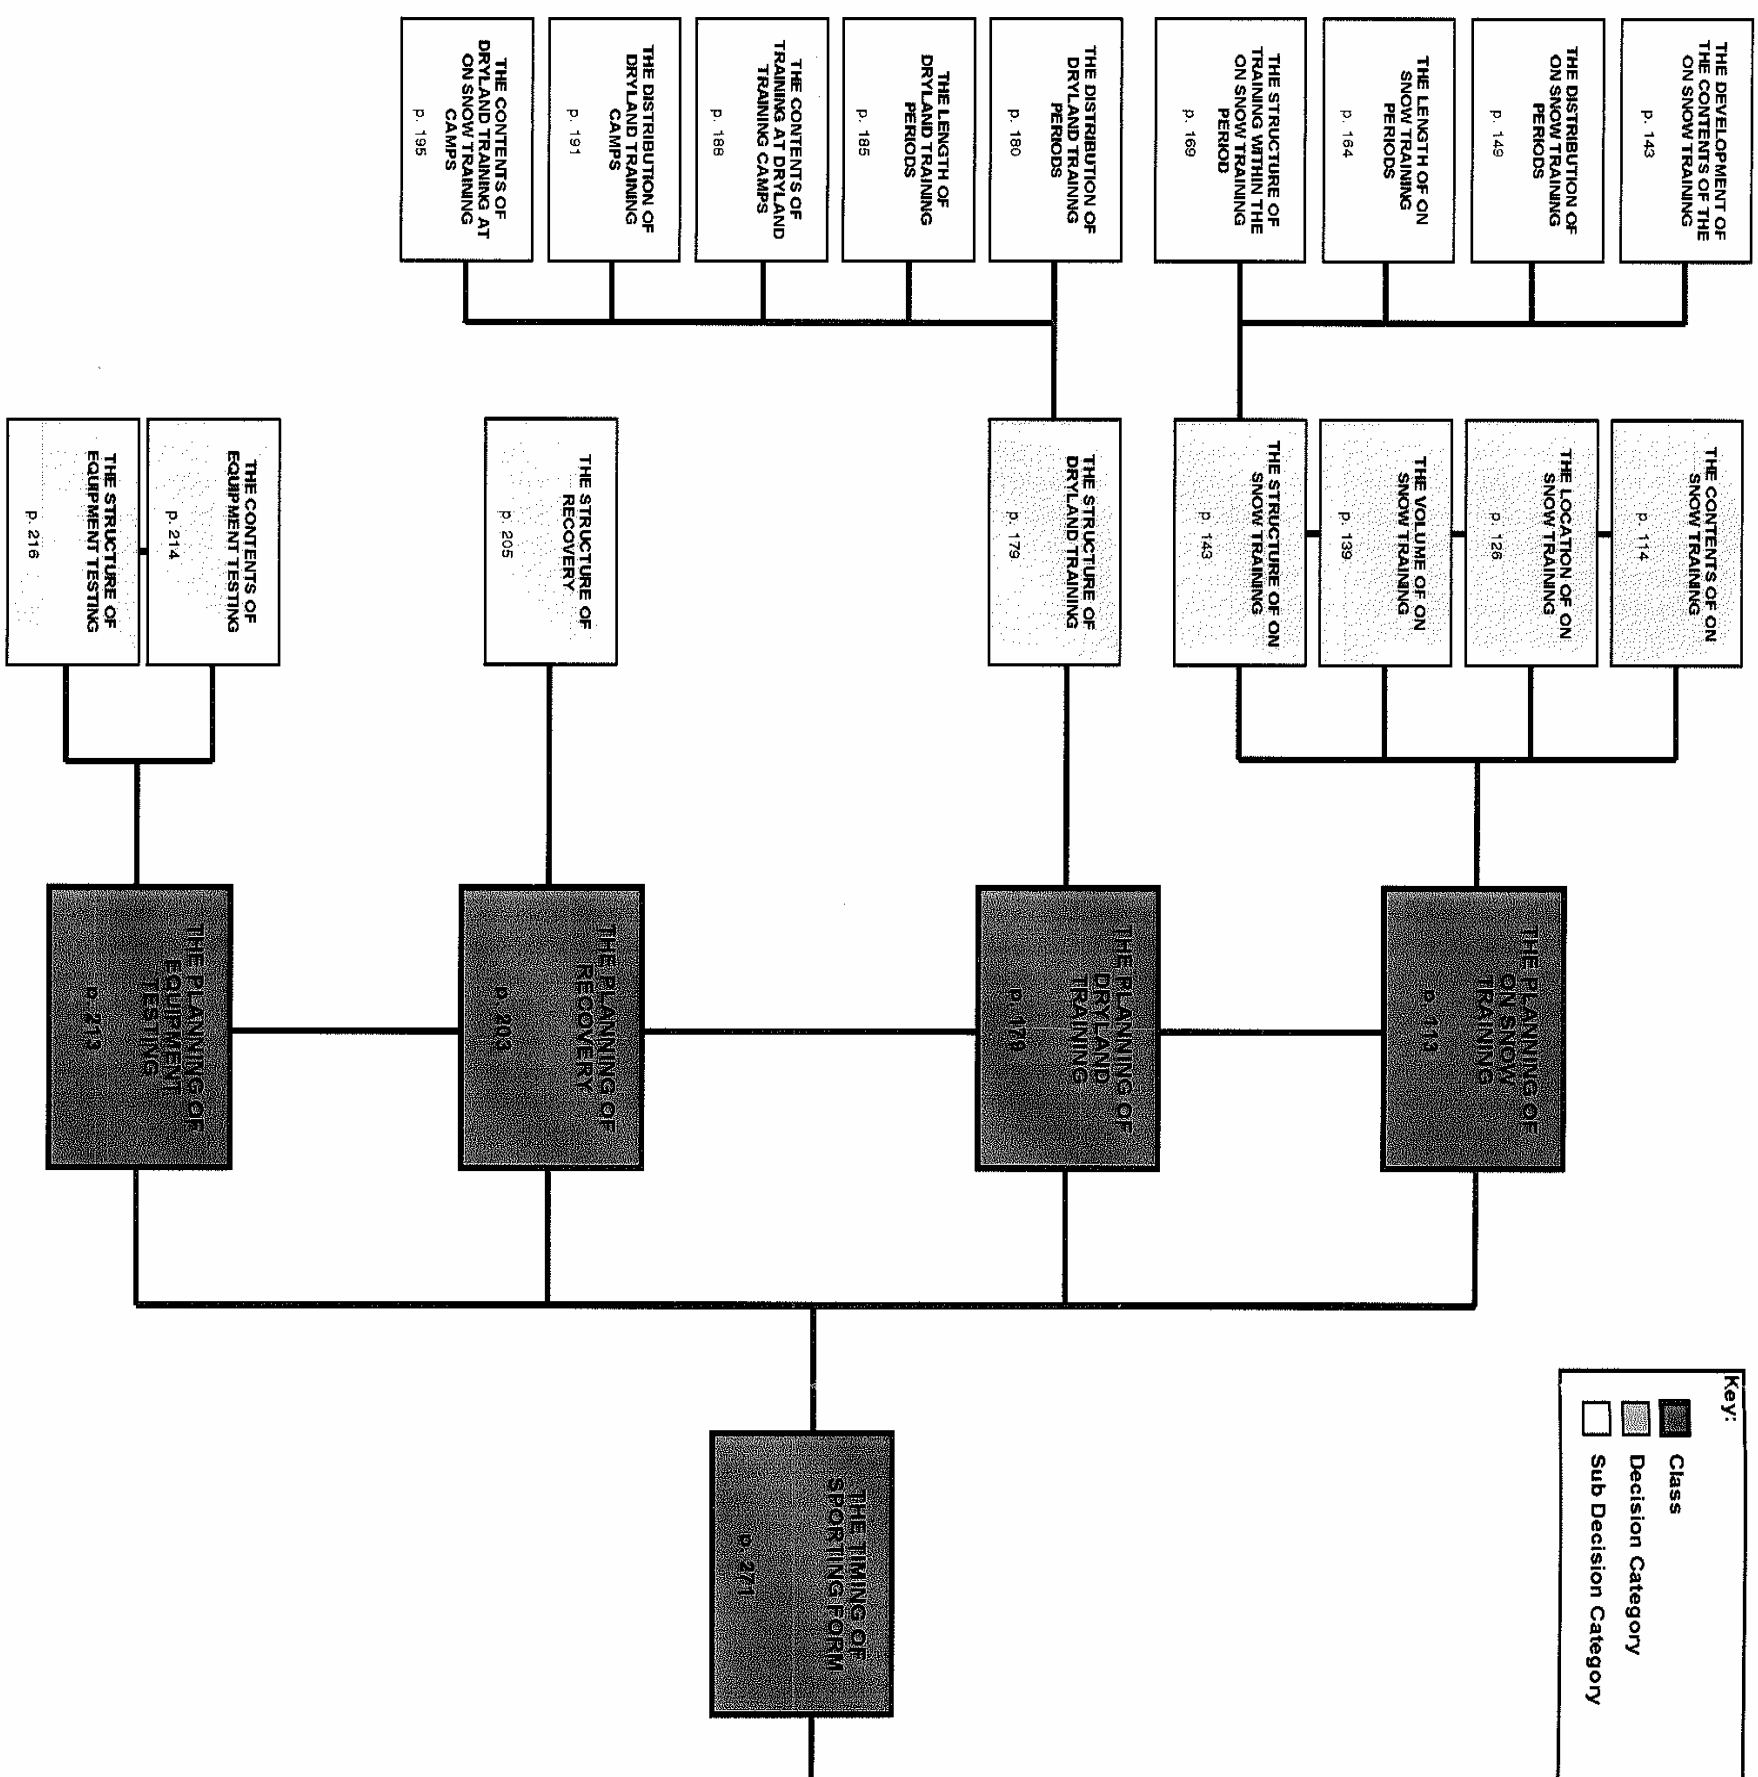 THE DEVELOPMENT OF
THE CONTENTS OF THE
ON SNOW TRAINING
p. 143
THE DISTRIBUTION OF
ON SNOW TRAINING
PERIODS
p. 149
THE LENGTH OF ON
SNOW TRAINING
PERIODS
p. 164
THE STRUCTURE OF
TRAINING WITHIN THE
ON SNOW TRAINING
PERIOD
p. 169
THE DISTRIBUTION OF
DRYLAND TRAINING
PERIODS
p. 180
THE LENGTH OF
DRYLAND TRAINING
PERIODS
p. 185
THE CONTENTS OF
TRAINING AT DRYLAND
TRAINING CAMPS
p. 188
THE DISTRIBUTION OF
DRYLAND TRAINING
CAMPS
p. 191
THE CONTENTS OF
DRYLAND TRAINING AT
ON SNOW TRAINING
CAMPS
p. 195
THE CONTENTS OF ON
SNOW TRAINING
p. 114
THE LOCATION OF ON
SNOW TRAINING
p.
THE VOLUME OF ON
SNOW TRAINING
p. 139
THE STRUCTURE OF ON
SNOW TRAINING
p. 143
THE STRUCTURE OF
DRYLAND TRAINING
p. 179
THE STRUCTURE OF
RECOVERY
p. 205
THE CONTENTS OF
EQUIPMENT TESTING
p. 214
THE STRUCTURE OF
EQUIPMENT TESTING
p. 216
THE PLANNING OF
ON SNOW
TRAINING
p. 113
THE PLANNING OF
DRYLAND
TRAINING
p.
THE PLANNING OF
RECOVERY
p. 203
THE PLANNING OF
EQUIPMENT
TESTING
p. 213
THE TIMING OF
SPORTING FORM
p. 271
Key:
Class
Decision Category
Sub Decision Category